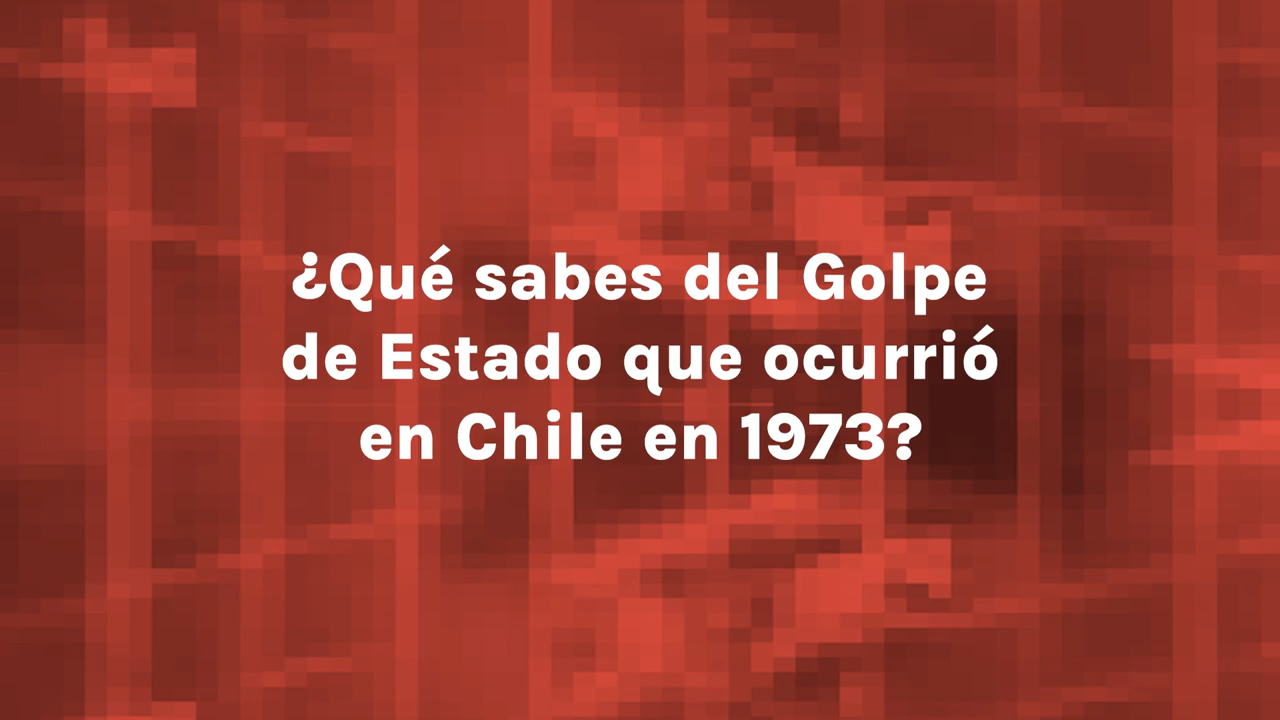 ¿Qué sabes del Golpe
de Estado que ocurrió
en Chile en 1973?